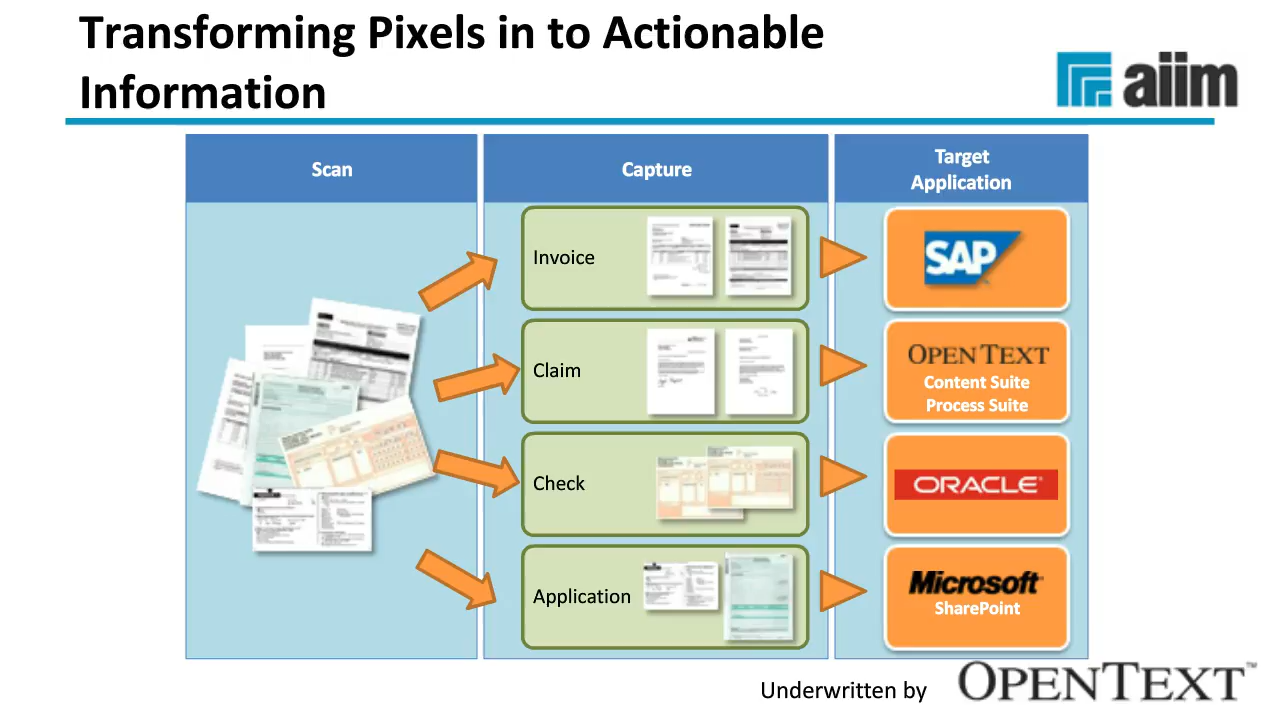 Transforming Pixels in to Actionable
Information
aiim
Scan
Capture
Target
Application
Invoice
SAP
Claim
OPENTEXT
Content Suite
Process Suite
Check
ORACLE
Application
Microsoft
SharePoint
Underwritten by
OPENTEXT™